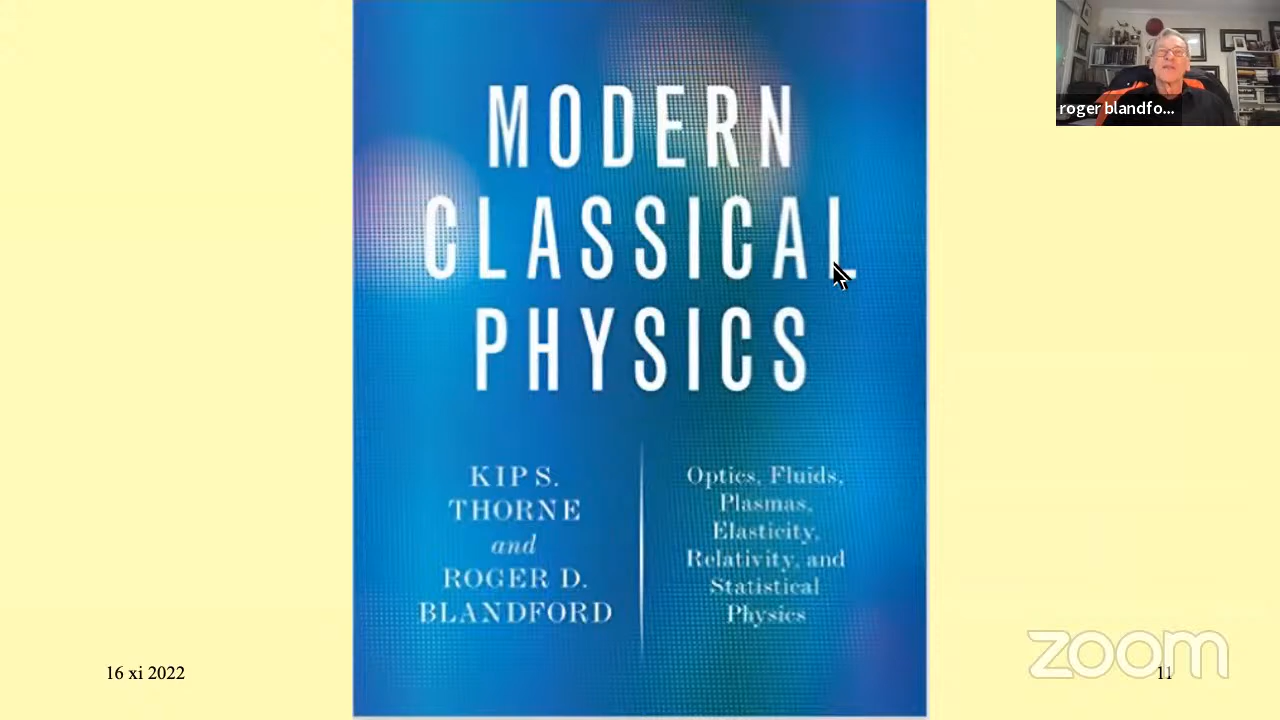 MODERN
CLASSICAL
PHYSICS
KIP S.
THORNE
and
ROGER D.
BLANDFORD
Optics, Fluids,
Plasmas,
Elasticity,
Relativity, and
Statistical
Physics
roger blandfo...
16 xi 2022
zoom
11